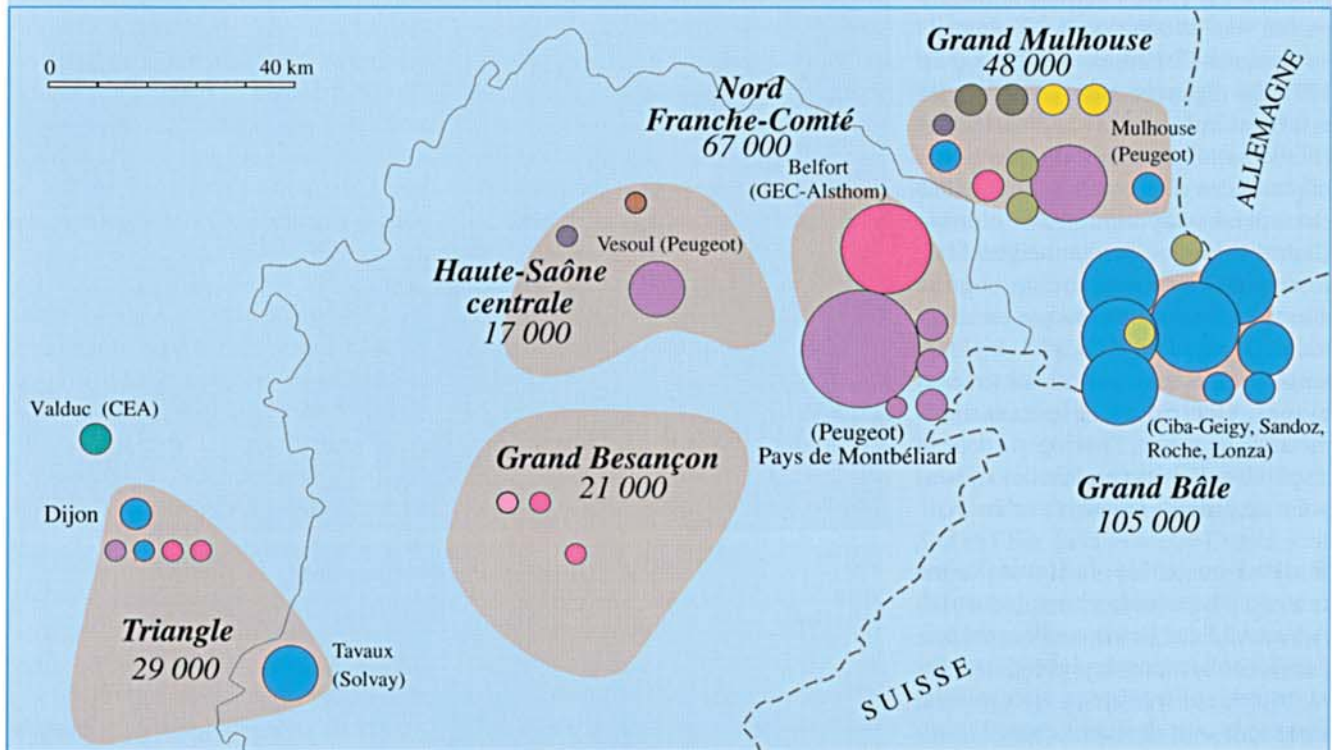 0 40 km
Grand Mulhouse
48 000
ALLEMAGNE
Nord
Franche-Comté
67 000
Mulhouse
(Peugeot)
Belfort
(GEC-Alsthom)
Vesoul (Peugeot)
Haute-Saône
centrale
17 000
Valduc (CEA)
(Peugeot)
Pays de Montbéliard
(Ciba-Geigy, Sandoz,
Roche, Lonza)
Grand Besançon
21 000
Grand Bâle
105 000
Dijon
Triangle
29 000
Tavaux
(Solvay)
SUISSE